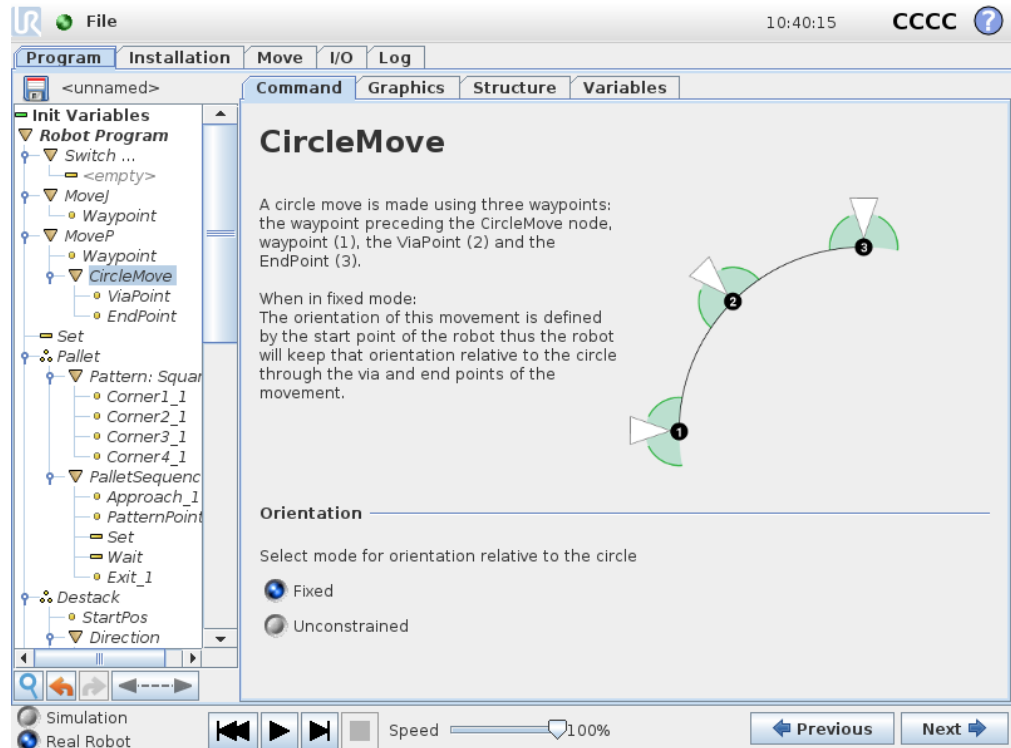 File
10:40:15
CCCC
?
Program Installation Move I/O Log
<unnamed>
Command Graphics Structure Variables
Init Variables
Robot Program
Switch ...
<empty>
MoveJ
Waypoint
MoveP
Waypoint
CircleMove
ViaPoint
EndPoint
Set
Pallet
Pattern: Squar
Corner1_1
Corner2_1
Corner3_1
Corner4_1
PalletSequenc
Approach_1
PatternPoint
Set
Wait
Exit_1
Destack
StartPos
Direction
CircleMove
A circle move is made using three waypoints:
the waypoint preceding the CircleMove node,
waypoint (1), the ViaPoint (2) and the
EndPoint (3).
When in fixed mode:
The orientation of this movement is defined
by the start point of the robot thus the robot
will keep that orientation relative to the circle
through the via and end points of the
movement.
3
2
1
Orientation
Select mode for orientation relative to the circle
Fixed
Unconstrained
Simulation
Real Robot
Speed 100%
Previous
Next